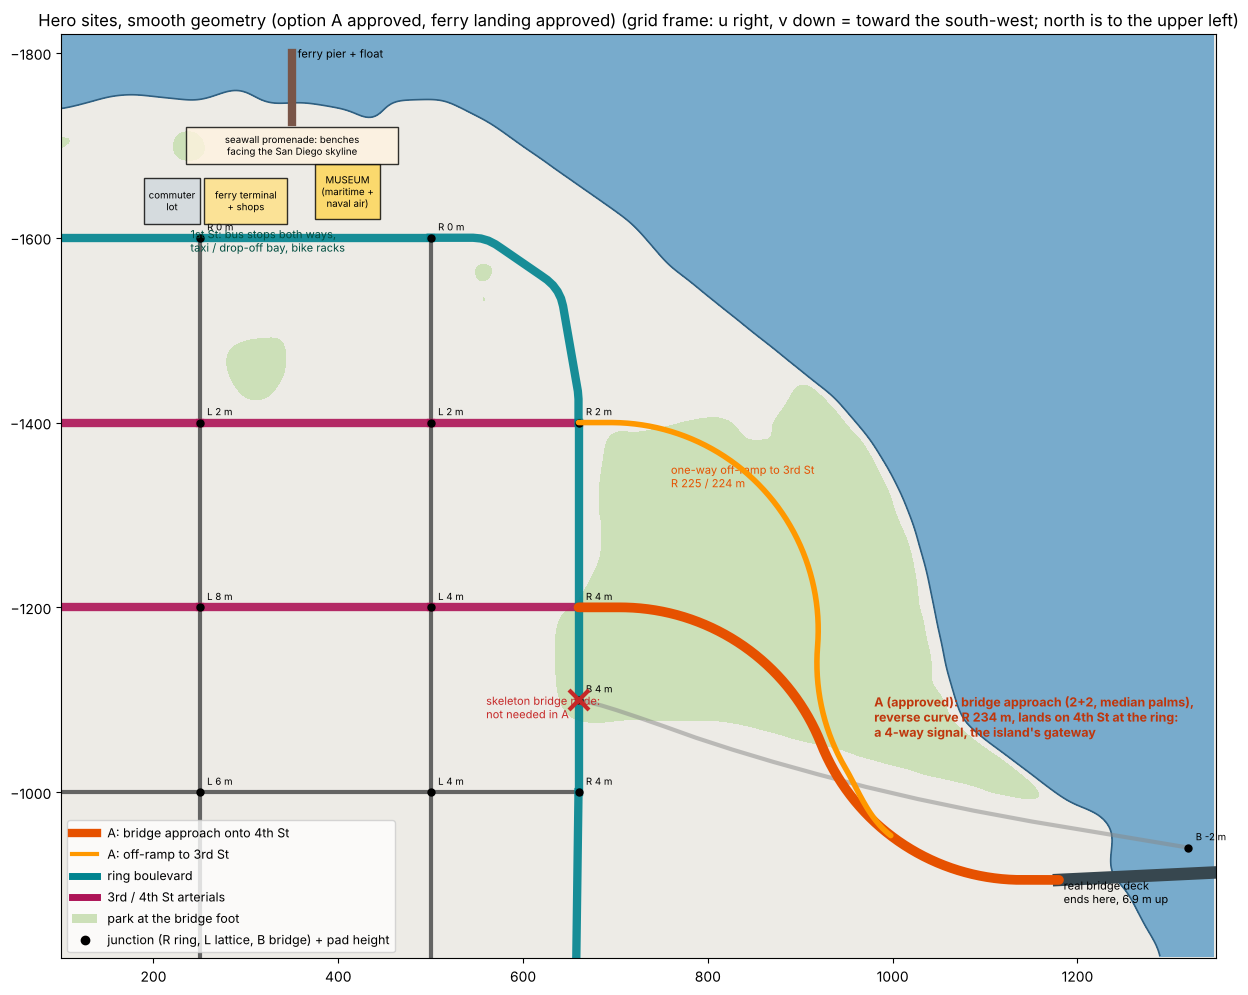 Hero sites, smooth geometry (option A approved, ferry landing approved) (grid frame: u right, v down = toward the south-west; north is to the upper left)
−1800
ferry pier + float
seawall promenade: benches
facing the San Diego skyline
commuter
lot
ferry terminal
+ shops
MUSEUM
(maritime +
naval air)
R 0 m
R 0 m
1st St: bus stops both ways,
taxi / drop-off bay, bike racks
−1600
−1400
L 2 m
L 2 m
R 2 m
one-way off-ramp to 3rd St
R 225 / 224 m
−1200
L 8 m
L 4 m
R 4 m
B 4 m
skeleton bridge node:
not needed in A
A (approved): bridge approach (2+2, median palms),
reverse curve R 234 m, lands on 4th St at the ring:
a 4-way signal, the island's gateway
−1000
L 6 m
L 4 m
R 4 m
B -2 m
real bridge deck
ends here, 6.9 m up
A: bridge approach onto 4th St
A: off-ramp to 3rd St
ring boulevard
3rd / 4th St arterials
park at the bridge foot
junction (R ring, L lattice, B bridge) + pad height
200
400
600
800
1000
1200